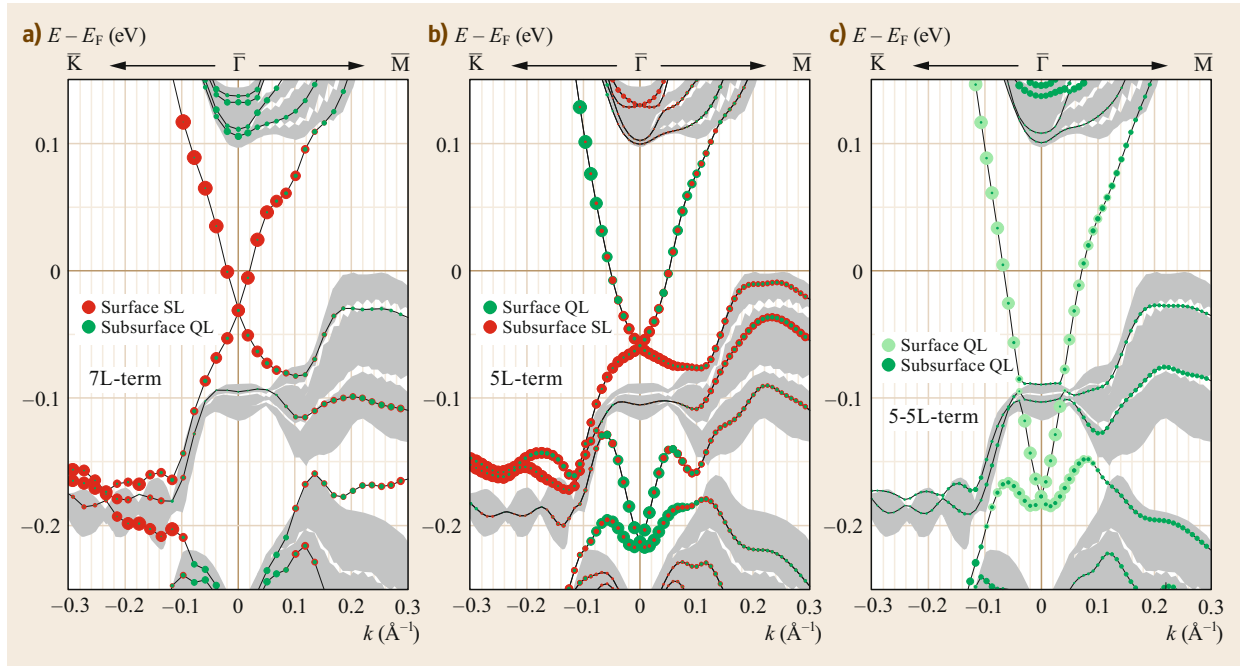 a) E – E_F (eV)
K̅ Γ̅ M̅
0.1
0
Surface SL
Subsurface QL
7L-term
−0.1
−0.2
−0.3 −0.2 −0.1 0 0.1 0.2 0.3
k (Å⁻¹)
b) E – E_F (eV)
K̅ Γ̅ M̅
0.1
0
Surface QL
Subsurface SL
5L-term
−0.1
−0.2
−0.3 −0.2 −0.1 0 0.1 0.2 0.3
k (Å⁻¹)
c) E – E_F (eV)
K̅ Γ̅ M̅
0.1
0
Surface QL
Subsurface QL
−0.1
5-5L-term
−0.2
−0.3 −0.2 −0.1 0 0.1 0.2 0.3
k (Å⁻¹)